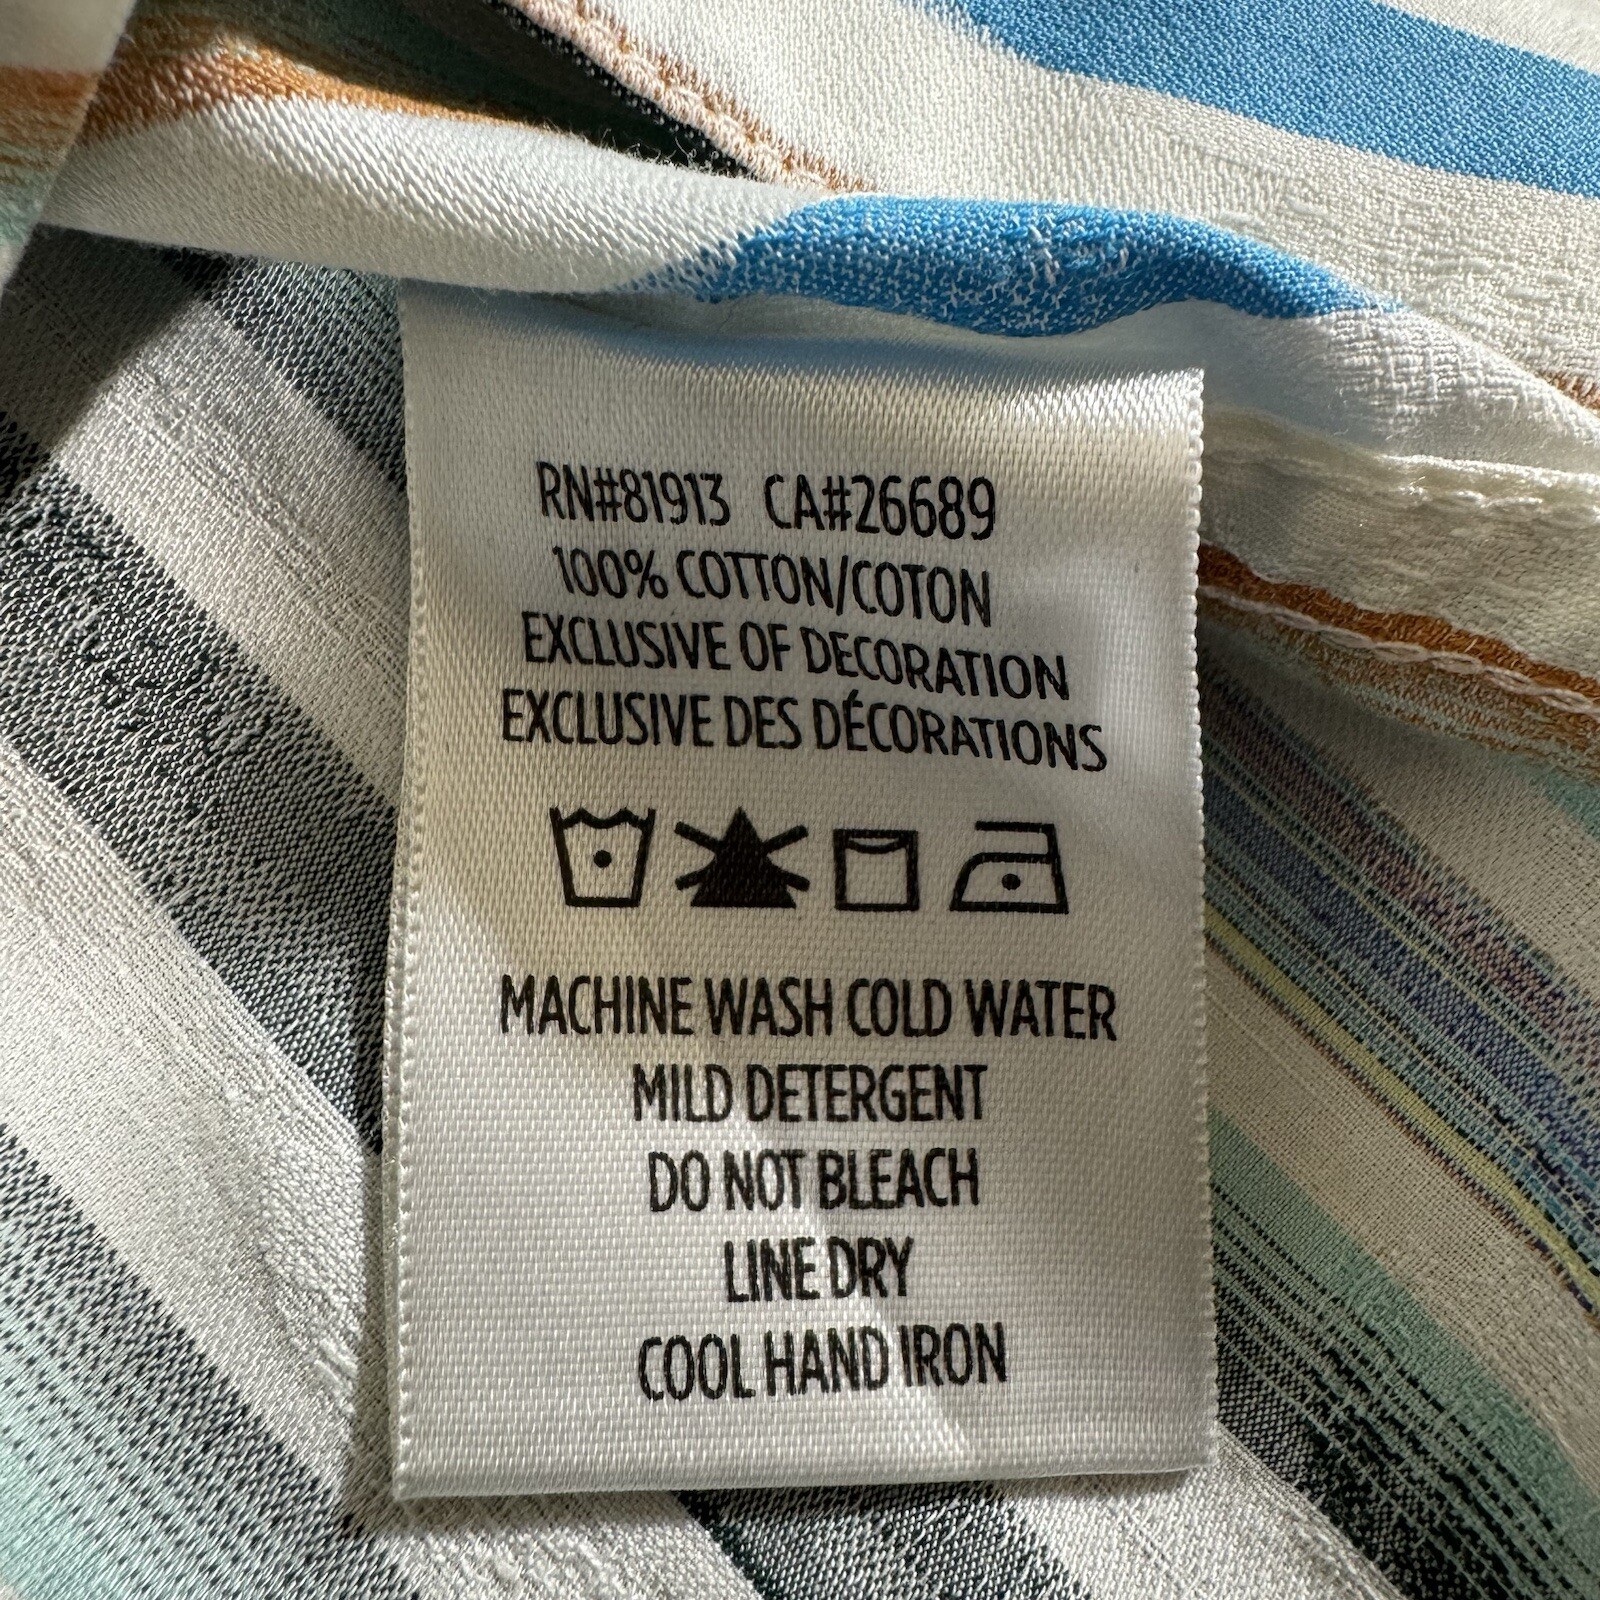 RN#81913 CA#26689
100% COTTON/COTON
EXCLUSIVE OF DECORATION
EXCLUSIVE DES DÉCORATIONS
MACHINE WASH COLD WATER
MILD DETERGENT
DO NOT BLEACH
LINE DRY
COOL HAND IRON